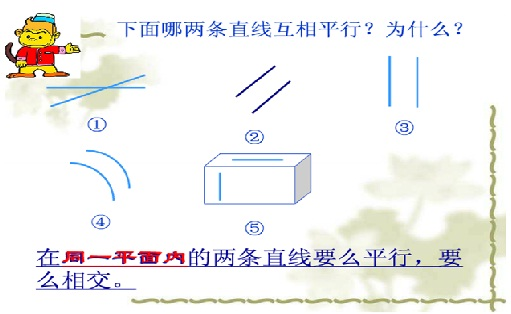 下面哪两条直线互相平行？为什么？
① ② ③
④ ⑤
在同一平面内的两条直线要么平行，要
么相交。